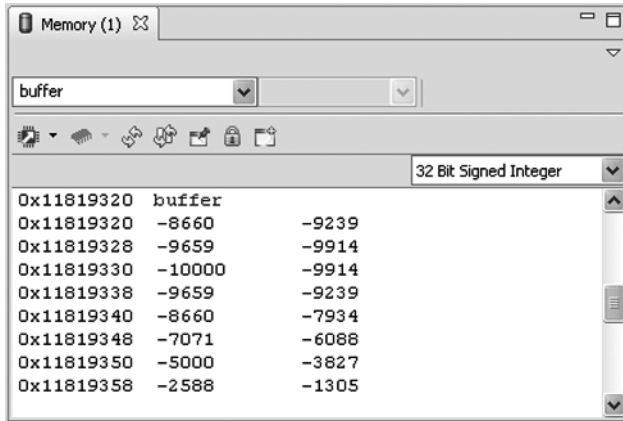 Memory (1)
buffer
32 Bit Signed Integer
0x11819320 buffer
0x11819320 -8660 -9239
0x11819328 -9659 -9914
0x11819330 -10000 -9914
0x11819338 -9659 -9239
0x11819340 -8660 -7934
0x11819348 -7071 -6088
0x11819350 -5000 -3827
0x11819358 -2588 -1305